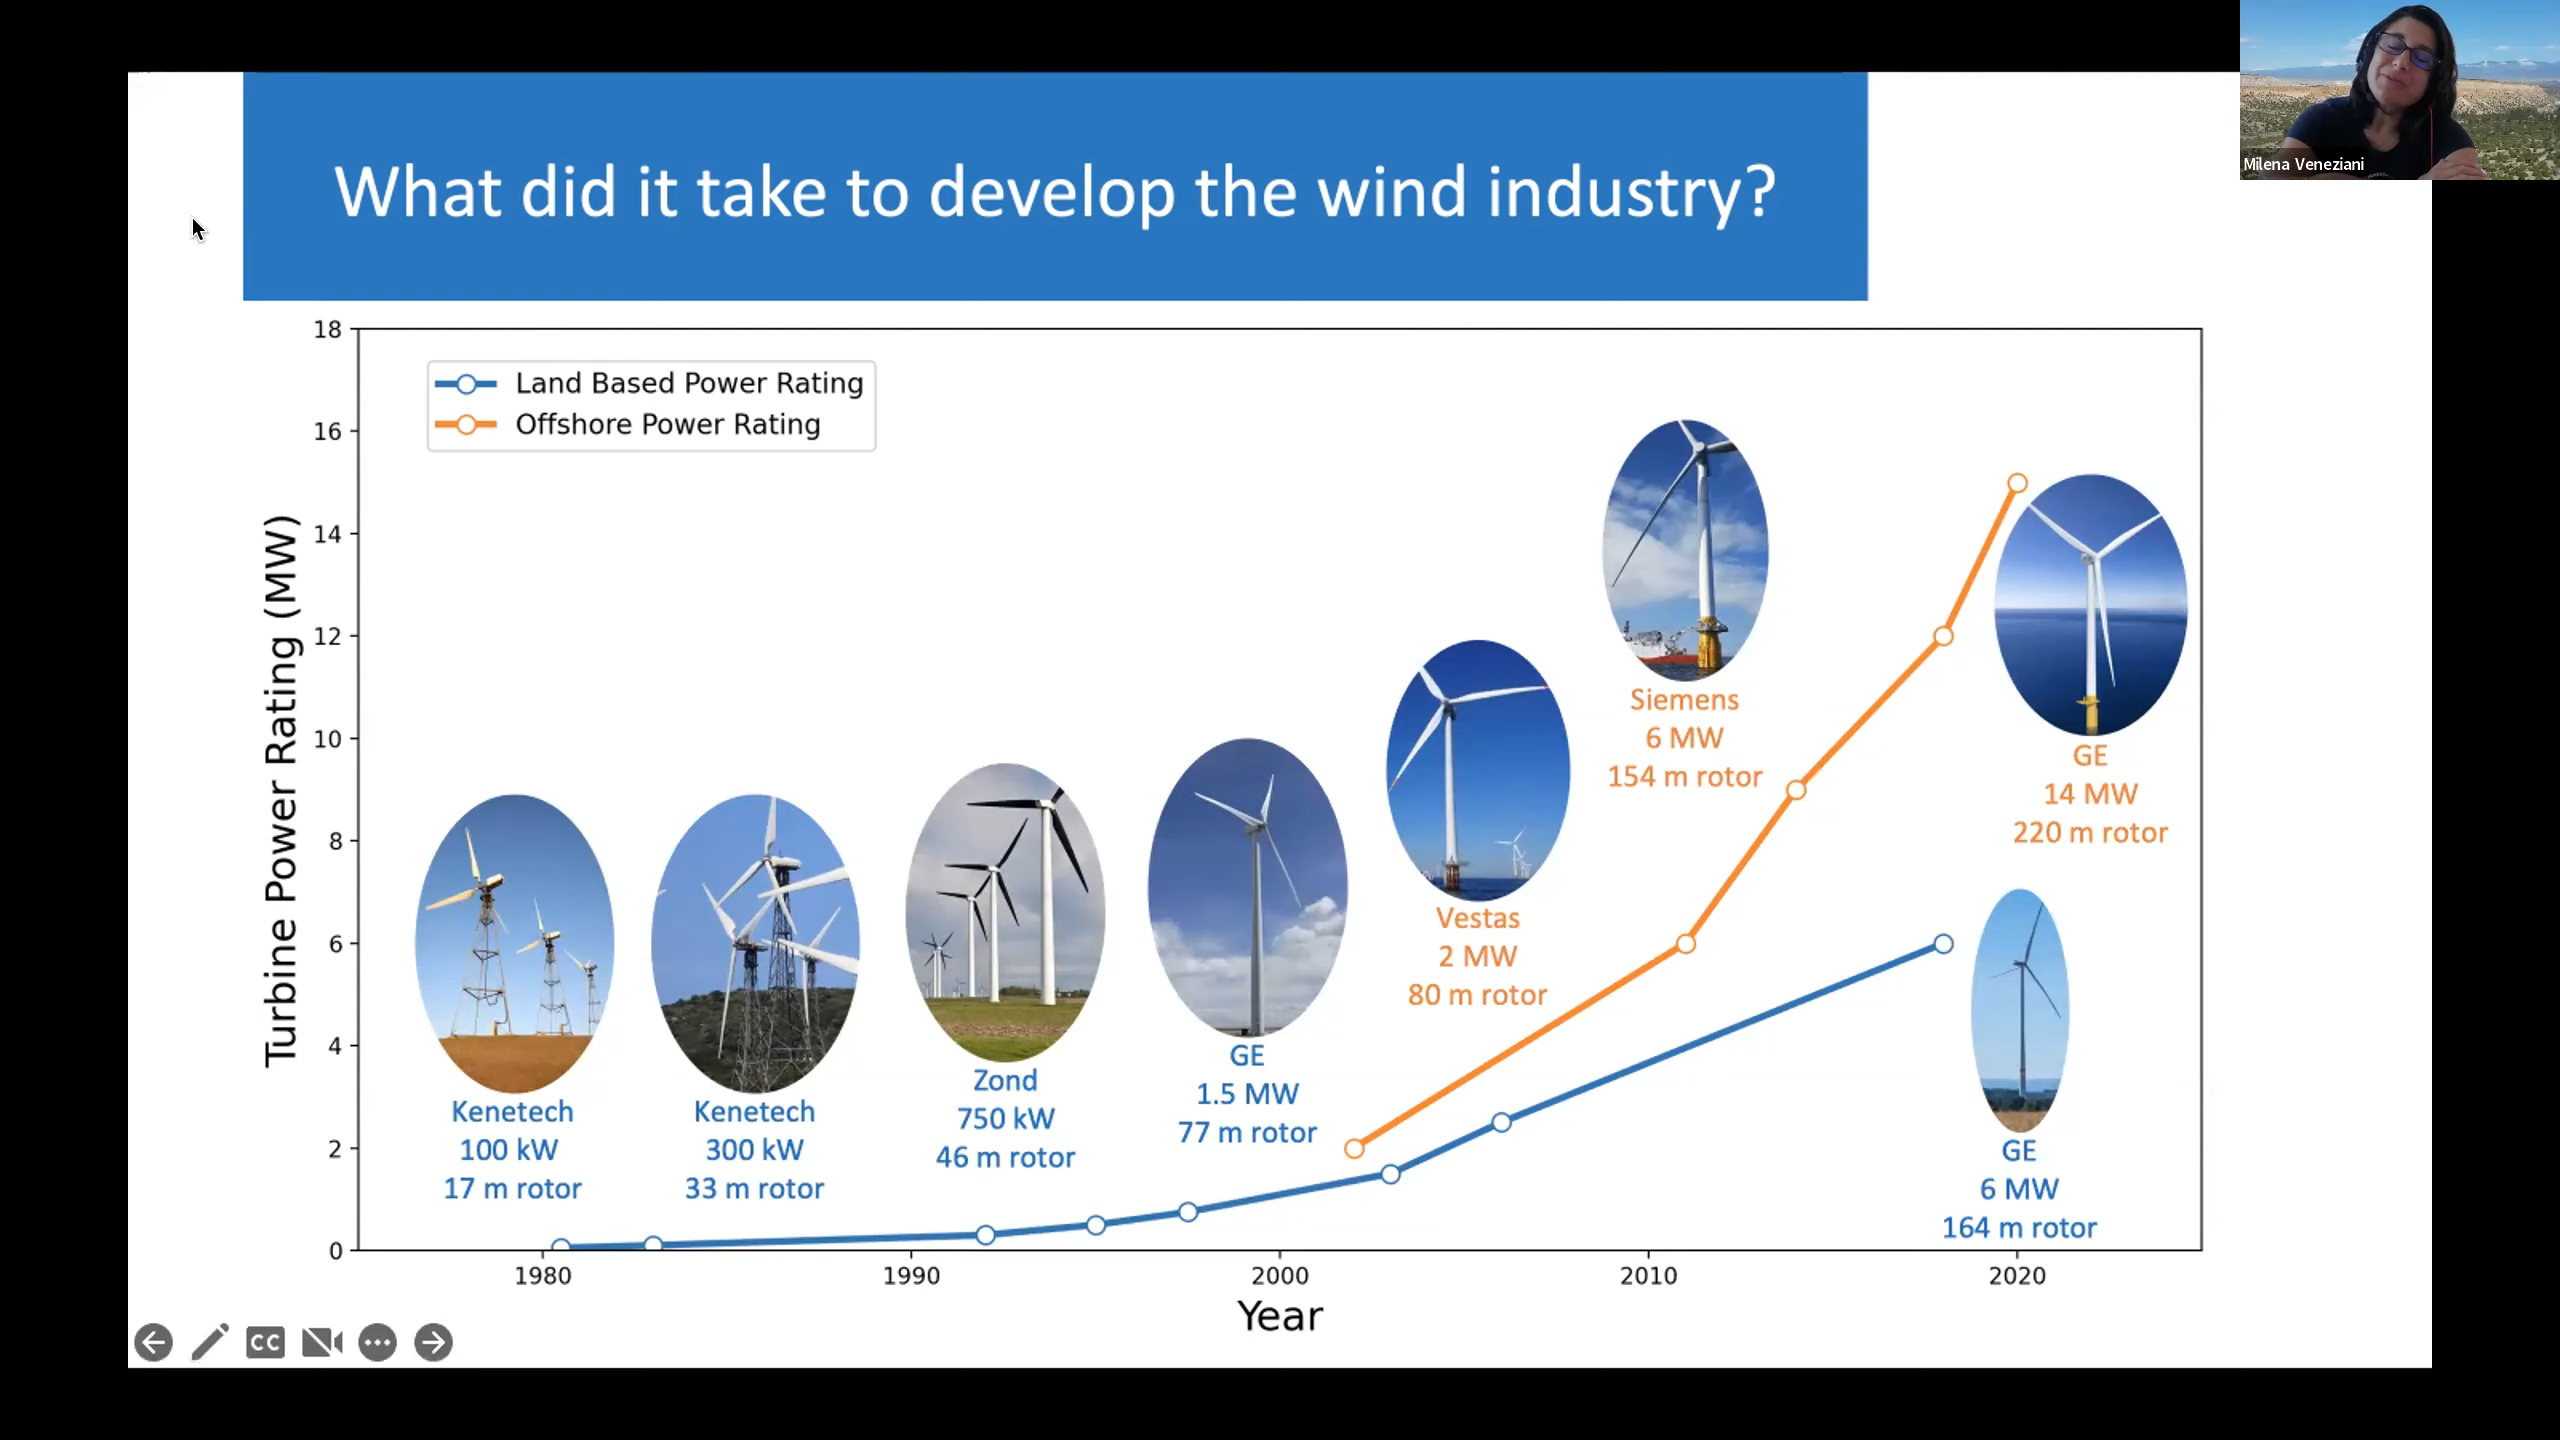 Milena Veneziani
What did it take to develop the wind industry?
Land Based Power Rating
Offshore Power Rating
Turbine Power Rating (MW)
18
16
14
12
10
8
6
4
2
0
Kenetech
100 kW
17 m rotor
Kenetech
300 kW
33 m rotor
Zond
750 kW
46 m rotor
GE
1.5 MW
77 m rotor
Vestas
2 MW
80 m rotor
Siemens
6 MW
154 m rotor
GE
14 MW
220 m rotor
GE
6 MW
164 m rotor
1980
1990
2000
2010
2020
Year
CC